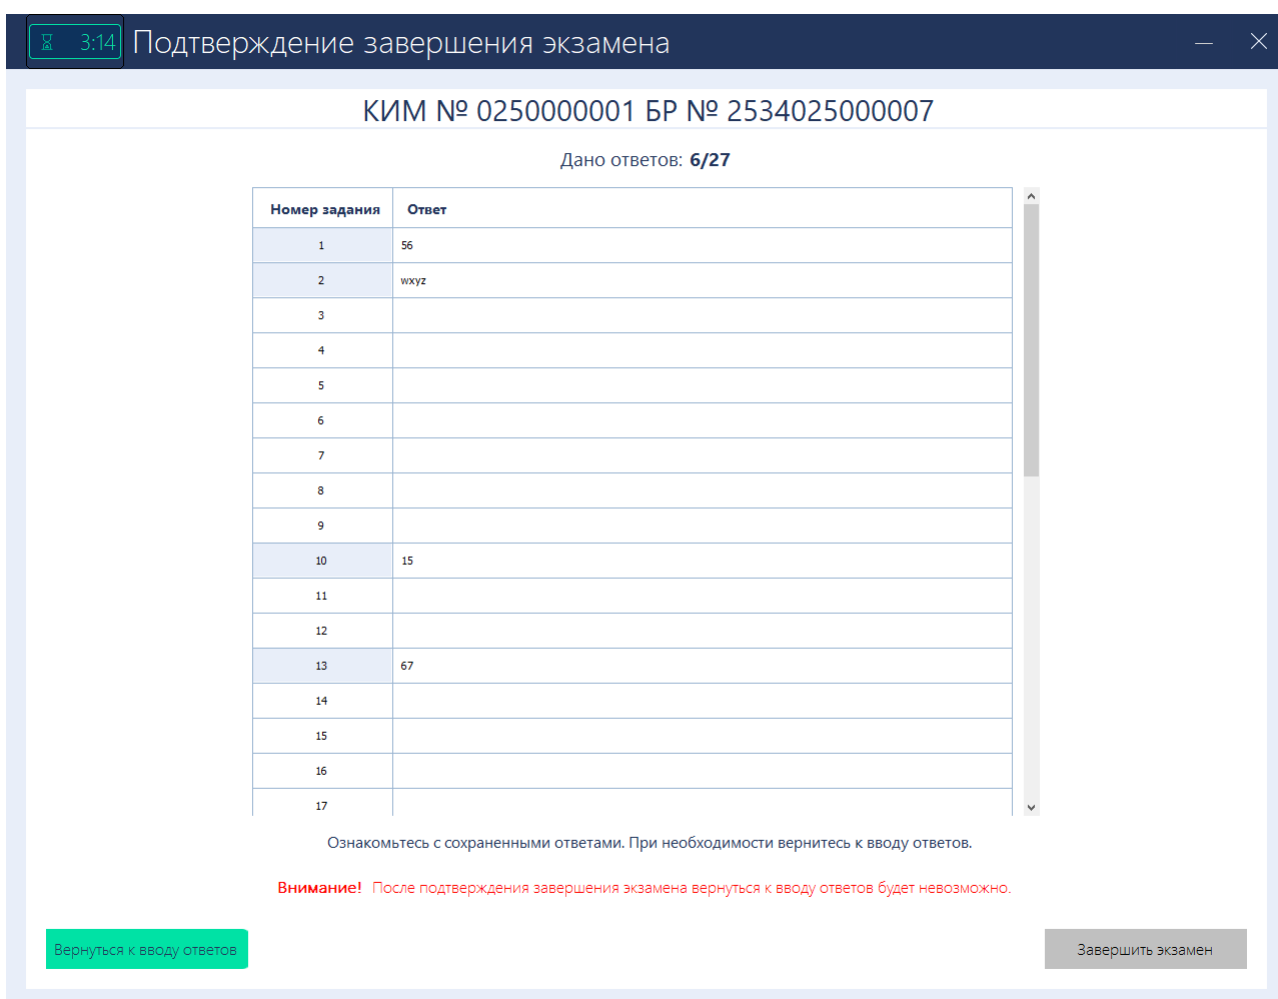 3:14 Подтверждение завершения экзамена
КИМ № 0250000001 БР № 2534025000007
Дано ответов: 6/27
Номер задания Ответ
1 56
2 wxyz
3
4
5
6
7
8
9
10 15
11
12
13 67
14
15
16
17
Ознакомьтесь с сохраненными ответами. При необходимости вернитесь к вводу ответов.
Внимание! После подтверждения завершения экзамена вернуться к вводу ответов будет невозможно.
Вернуться к вводу ответов Завершить экзамен